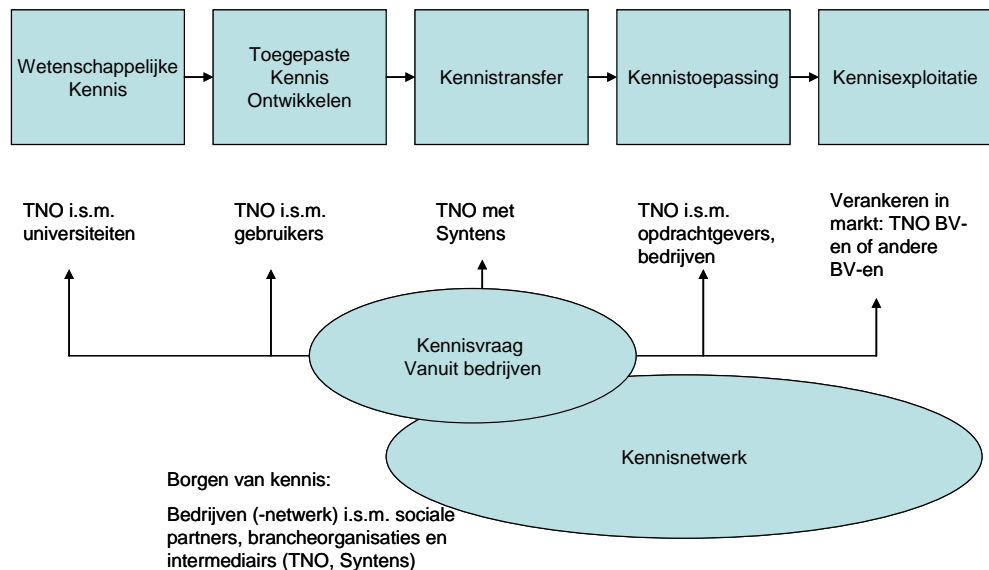 Wetenschappelijke
Kennis
Toegepaste
Kennis
Ontwikkelen
Kennistransfer
Kennistoepassing
Kennisexploitatie
TNO i.s.m.
universiteiten
TNO i.s.m.
gebruikers
TNO met
Syntens
TNO i.s.m.
opdrachtgevers,
bedrijven
Verankeren in
markt: TNO BV-
en of andere
BV-en
Kennisvraag
Vanuit bedrijven
Kennisnetwerk
Borgen van kennis:
Bedrijven (-netwerk) i.s.m. sociale
partners, brancheorganisaties en
intermediairs (TNO, Syntens)